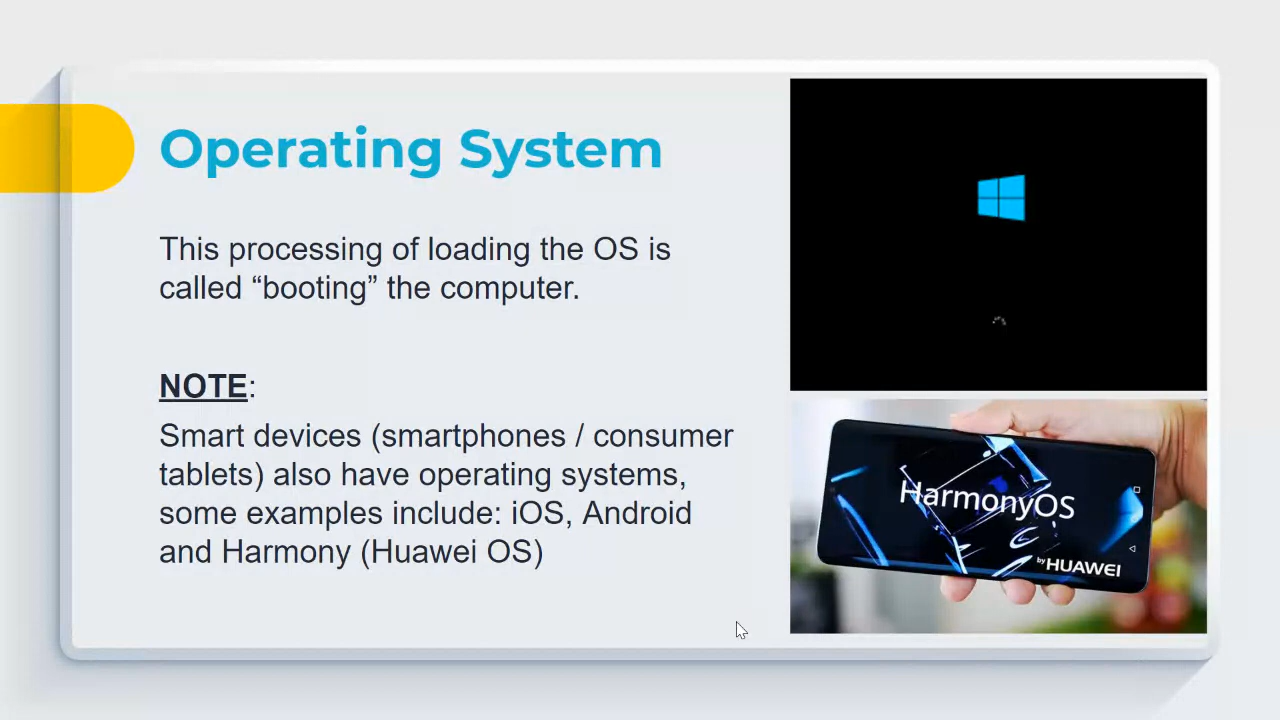 Operating System
This processing of loading the OS is
called “booting” the computer.
NOTE:
Smart devices (smartphones / consumer
tablets) also have operating systems,
some examples include: iOS, Android
and Harmony (Huawei OS)
HarmonyOS
by HUAWEI